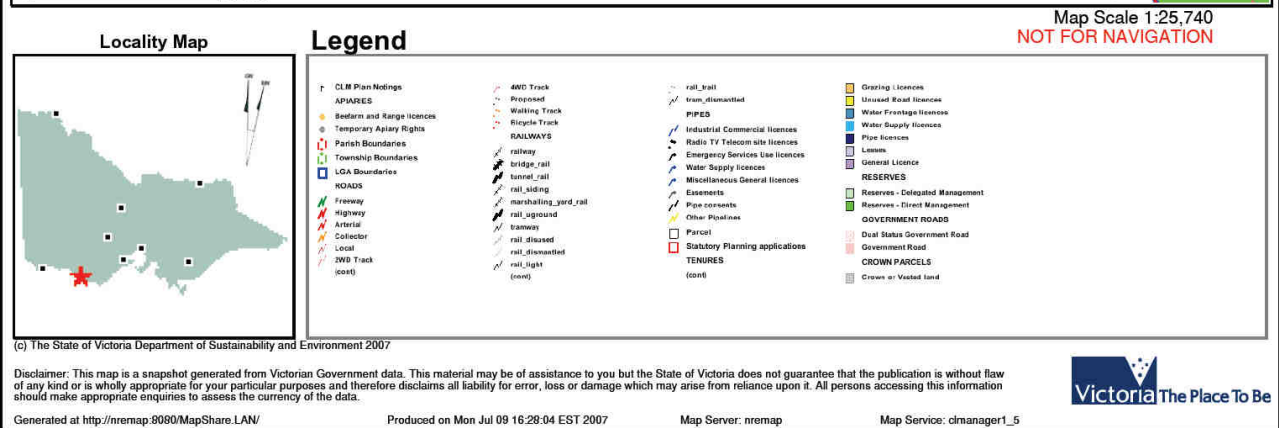 Map Scale 1:25,740
NOT FOR NAVIGATION
Locality Map
Legend
CLM Plan Notings
APIARIES
Beefarm and Range licences
Temporary Apiary Rights
Parish Boundaries
Township Boundaries
LGA Boundaries
ROADS
Freeway
Highway
Arterial
Collector
Local
2WD Track
(cont)
4WD Track
Proposed
Walking Track
Bicycle Track
RAILWAYS
railway
bridge_rail
tunnel_rail
rail_siding
marshalling_yard_rail
rail_uground
tramway
rail_disused
rail_dismantled
rail_light
(cont)
rail_trail
tram_dismantled
PIPES
Industrial Commercial licences
Radio TV Telecom site licences
Emergency Services Use licences
Water Supply licences
Miscellaneous General licences
Easements
Pipe consents
Other Pipelines
Parcel
Statutory Planning applications
TENURES
(cont)
Grazing Licences
Unused Road licences
Water Frontage licences
Water Supply licences
Pipe licences
Leases
General Licence
RESERVES
Reserves - Delegated Management
Reserves - Direct Management
GOVERNMENT ROADS
Dual Status Government Road
Government Road
CROWN PARCELS
Crown or Vested land
(c) The State of Victoria Department of Sustainability and Environment 2007
Disclaimer: This map is a snapshot generated from Victorian Government data. This material may be of assistance to you but the State of Victoria does not guarantee that the publication is without flaw
of any kind or is wholly appropriate for your particular purposes and therefore disclaims all liability for error, loss or damage which may arise from reliance upon it. All persons accessing this information
should make appropriate enquiries to assess the currency of the data.
Victoria The Place To Be
Generated at http://nremap:8080/MapShare.LAN/ Produced on Mon Jul 09 16:28:04 EST 2007 Map Server: nremap Map Service: clmanager1_5